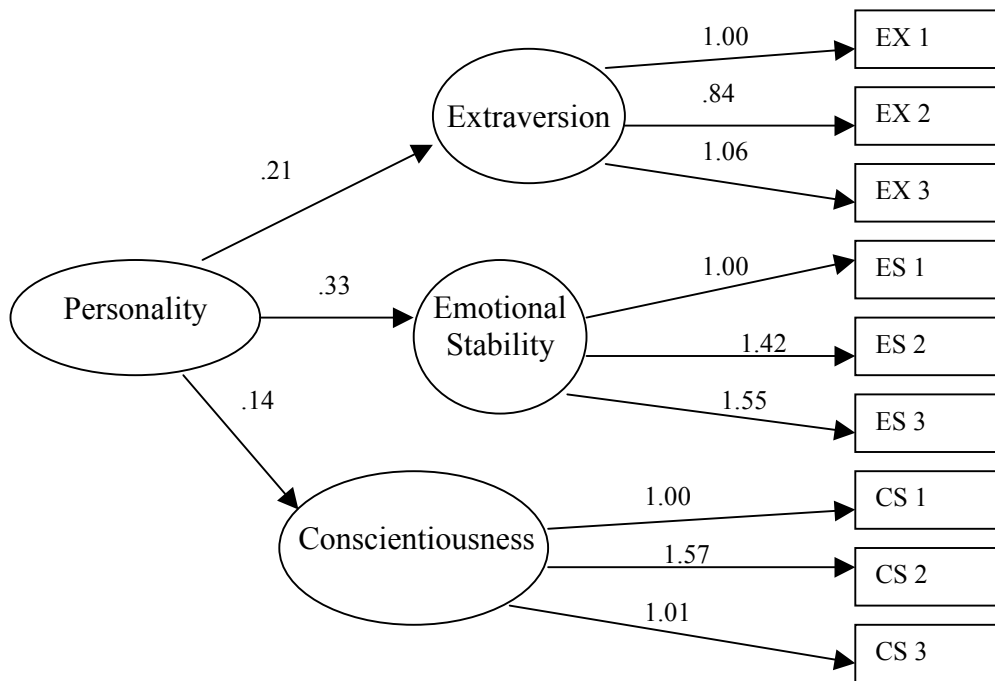 1.00
EX 1
.84
EX 2
Extraversion
1.06
EX 3
.21
ES 1
1.00
.33
Emotional
Stability
Personality
1.42
ES 2
1.55
ES 3
.14
1.00
CS 1
Conscientiousness
1.57
CS 2
1.01
CS 3